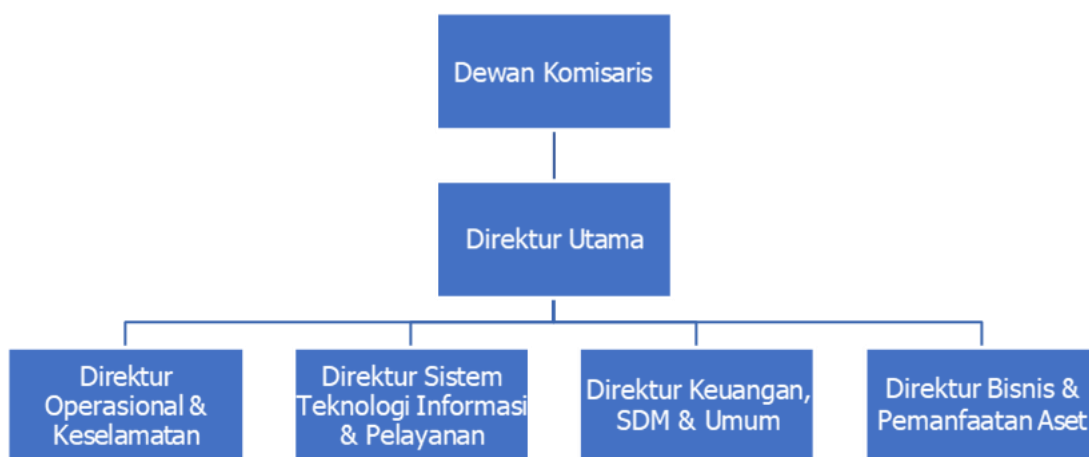 Dewan Komisaris
Direktur Utama
Direktur
Operasional &
Keselamatan
Direktur Sistem
Teknologi Informasi
& Pelayanan
Direktur Keuangan,
SDM & Umum
Direktur Bisnis &
Pemanfaatan Aset